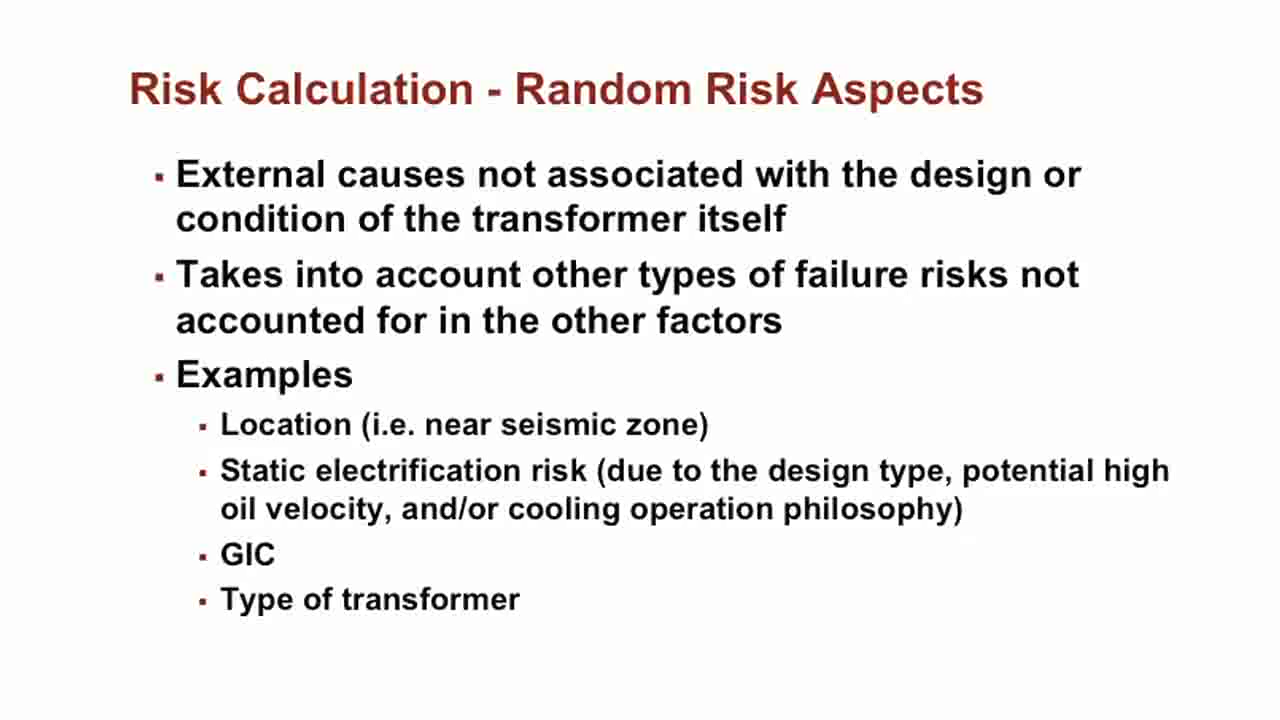 Risk Calculation - Random Risk Aspects
▪ External causes not associated with the design or
condition of the transformer itself
▪ Takes into account other types of failure risks not
accounted for in the other factors
▪ Examples
▪ Location (i.e. near seismic zone)
▪ Static electrification risk (due to the design type, potential high
oil velocity, and/or cooling operation philosophy)
▪ GIC
▪ Type of transformer